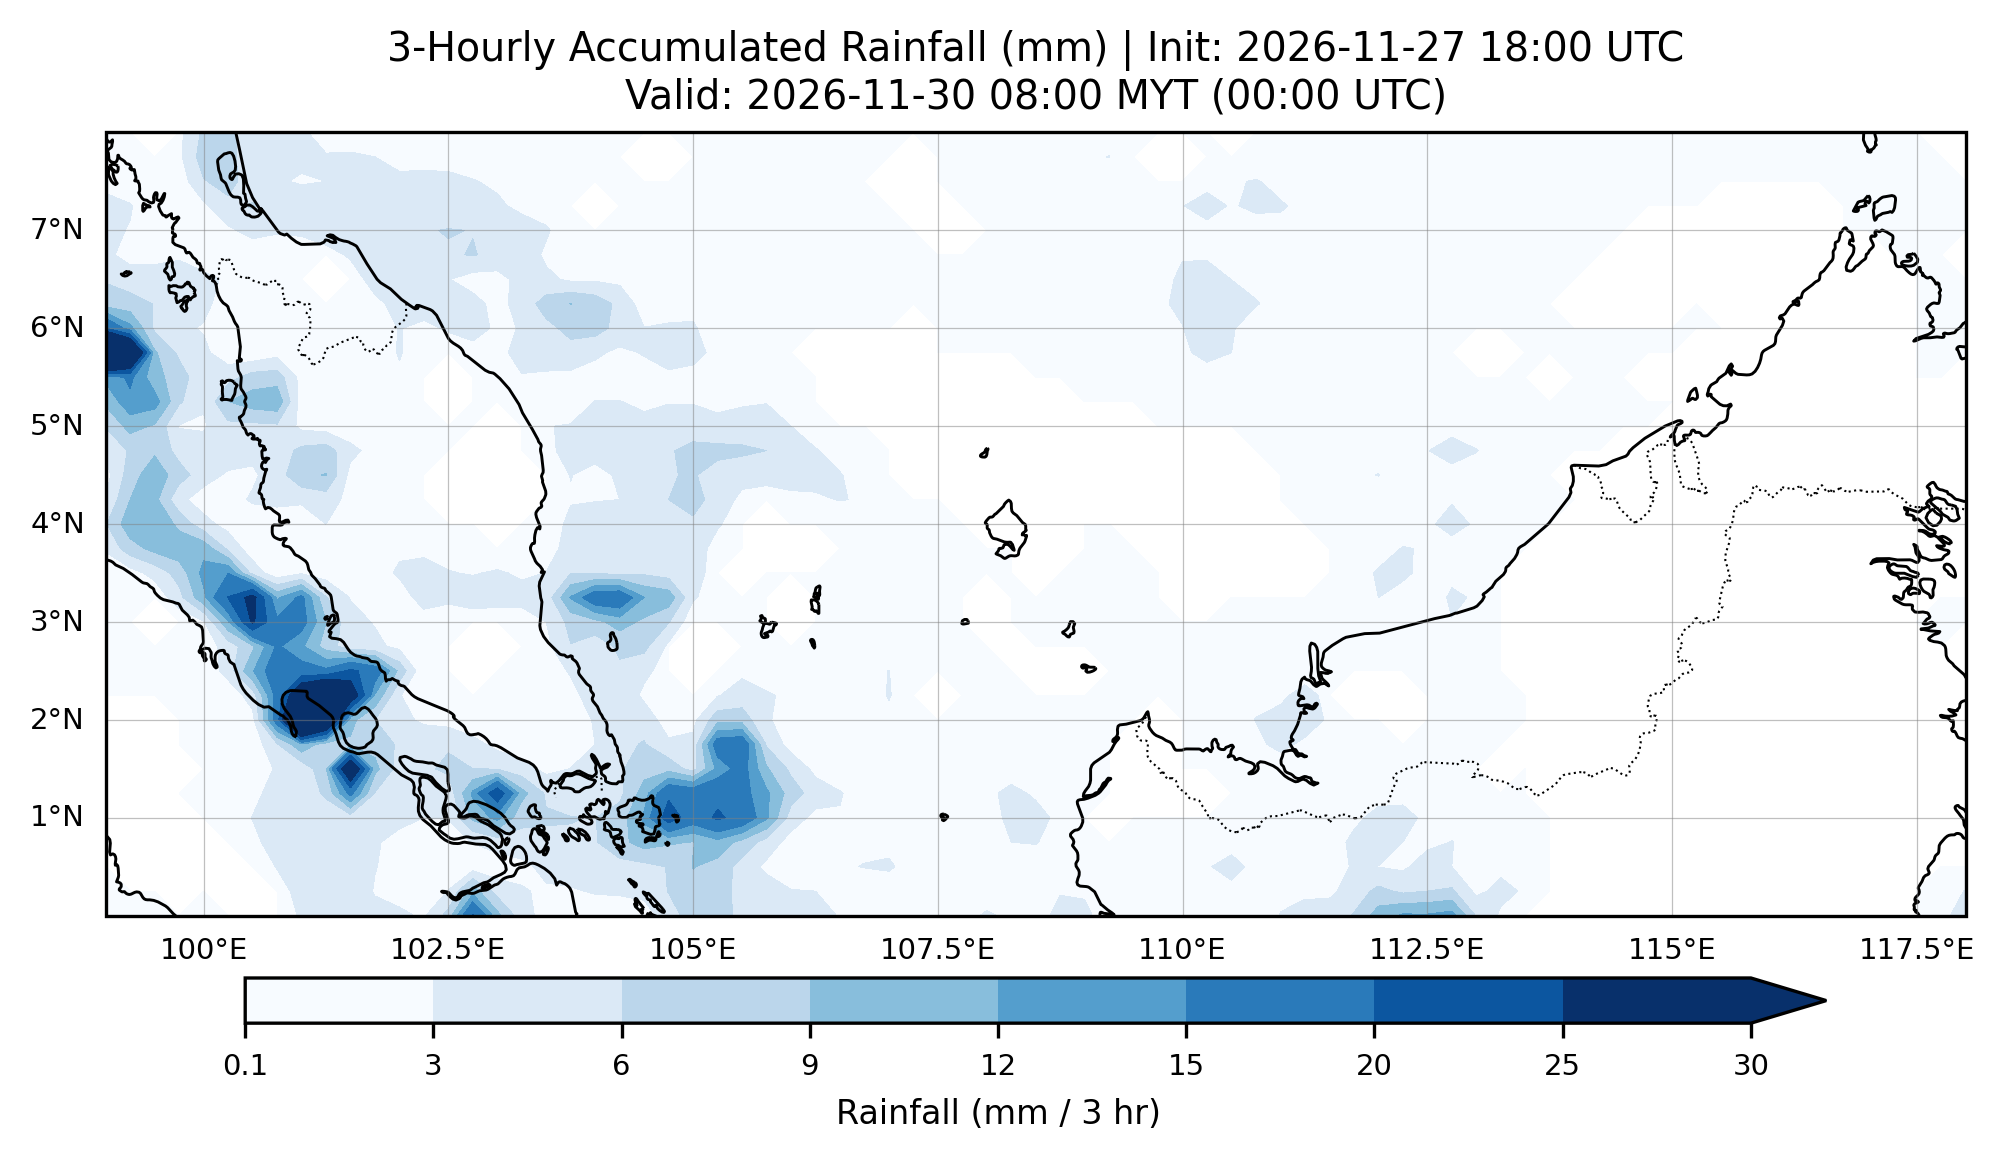 3-Hourly Accumulated Rainfall (mm) | Init: 2026-11-27 18:00 UTC
Valid: 2026-11-30 08:00 MYT (00:00 UTC)
7°N
6°N
5°N
4°N
3°N
2°N
1°N
100°E 102.5°E 105°E 107.5°E 110°E 112.5°E 115°E 117.5°E
0.1 3 6 9 12 15 20 25 30
Rainfall (mm / 3 hr)